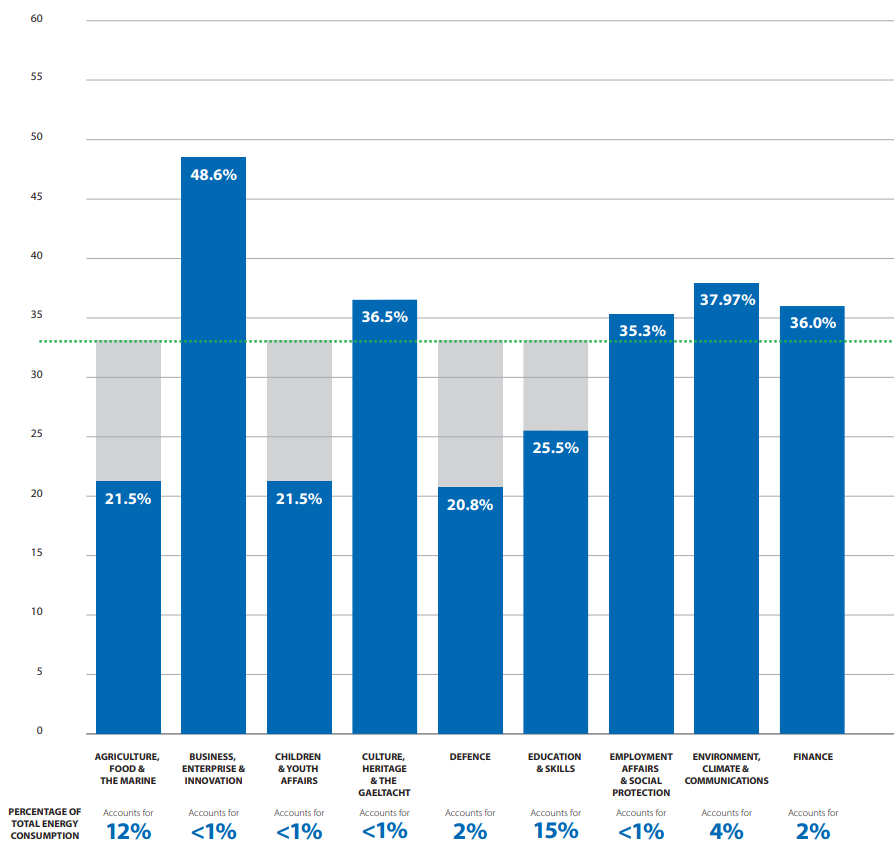 60
55
50
45
40
35
30
25
20
15
10
5
0
21.5%
48.6%
21.5%
36.5%
20.8%
25.5%
35.3%
37.97%
36.0%
AGRICULTURE,
FOOD &
THE MARINE
BUSINESS,
ENTERPRISE &
INNOVATION
CHILDREN
& YOUTH
AFFAIRS
CULTURE,
HERITAGE
& THE
GAELTACHT
DEFENCE
EDUCATION
& SKILLS
EMPLOYMENT
AFFAIRS
& SOCIAL
PROTECTION
ENVIRONMENT,
CLIMATE &
COMMUNICATIONS
FINANCE
PERCENTAGE OF
TOTAL ENERGY
CONSUMPTION
Accounts for
12%
Accounts for
<1%
Accounts for
<1%
Accounts for
<1%
Accounts for
2%
Accounts for
15%
Accounts for
<1%
Accounts for
4%
Accounts for
2%